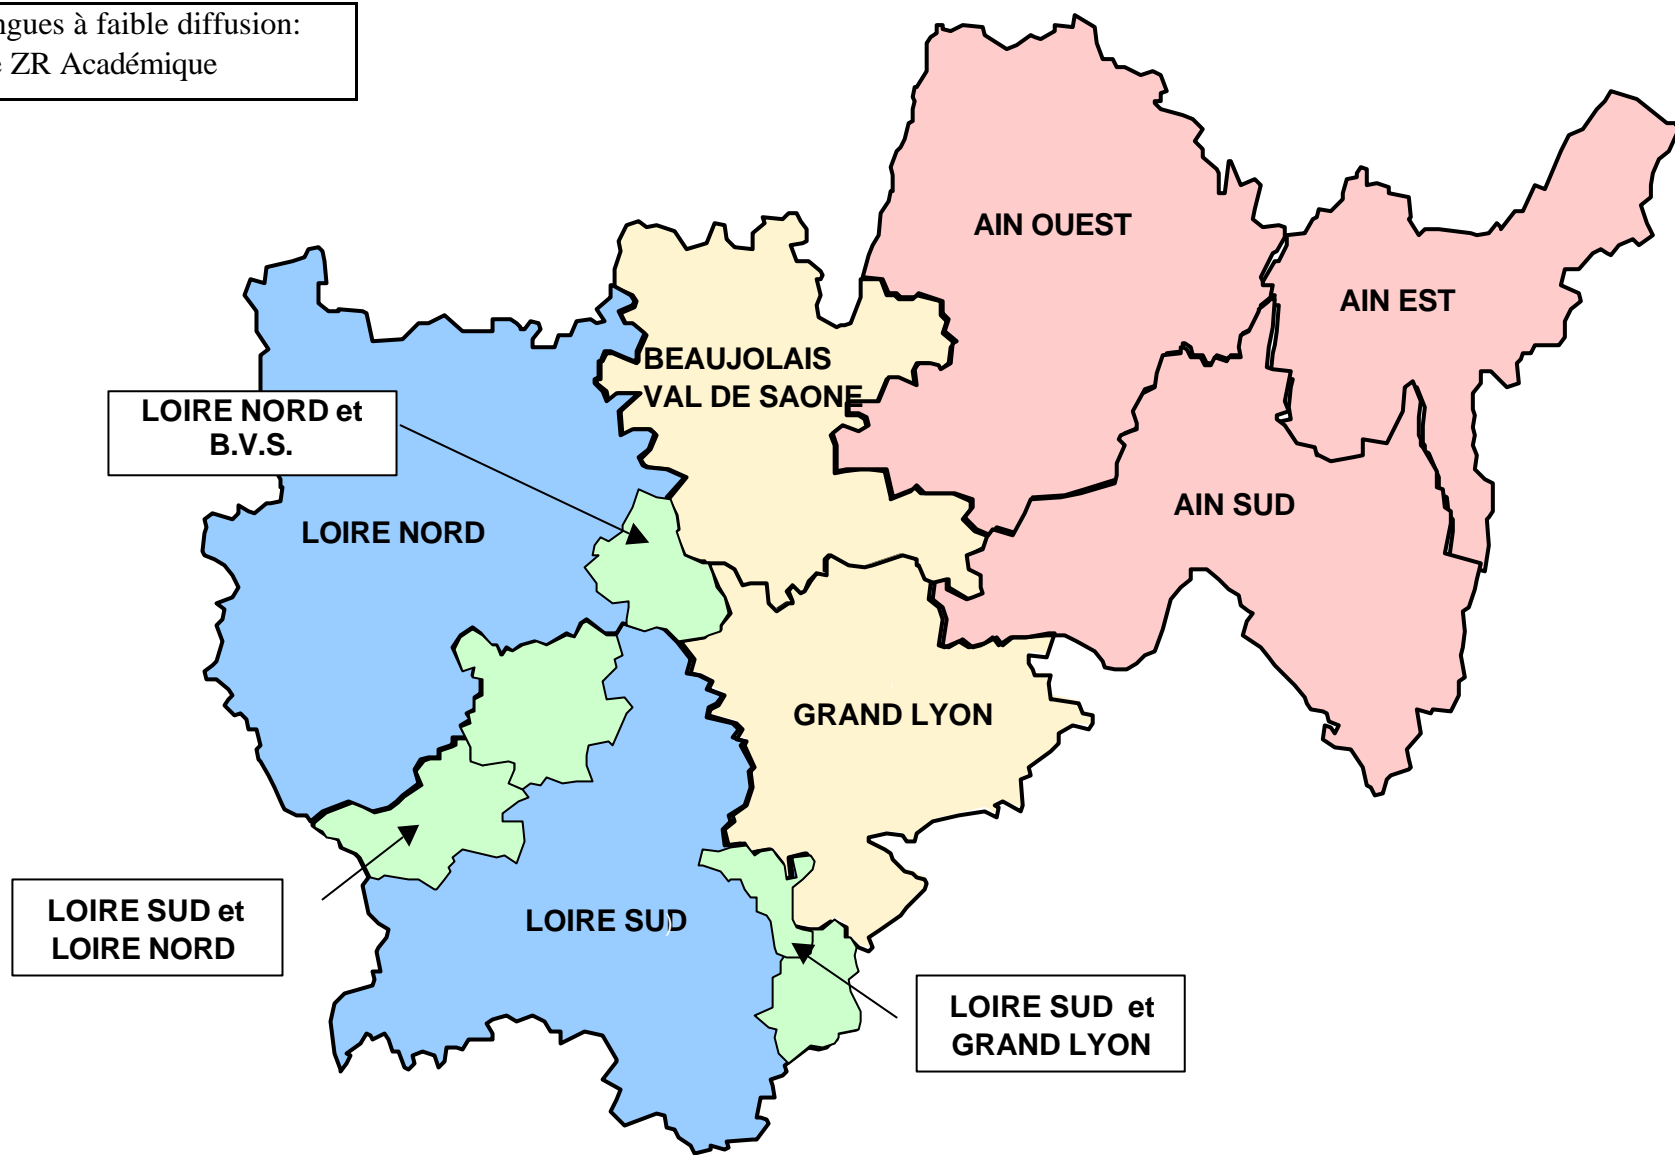 ngues à faible diffusion:
ZR Académique
AIN OUEST
AIN EST
BEAUJOLAIS
VAL DE SAONE
LOIRE NORD et
B.V.S.
AIN SUD
LOIRE NORD
GRAND LYON
LOIRE SUD et
LOIRE NORD
LOIRE SUD
LOIRE SUD et
GRAND LYON